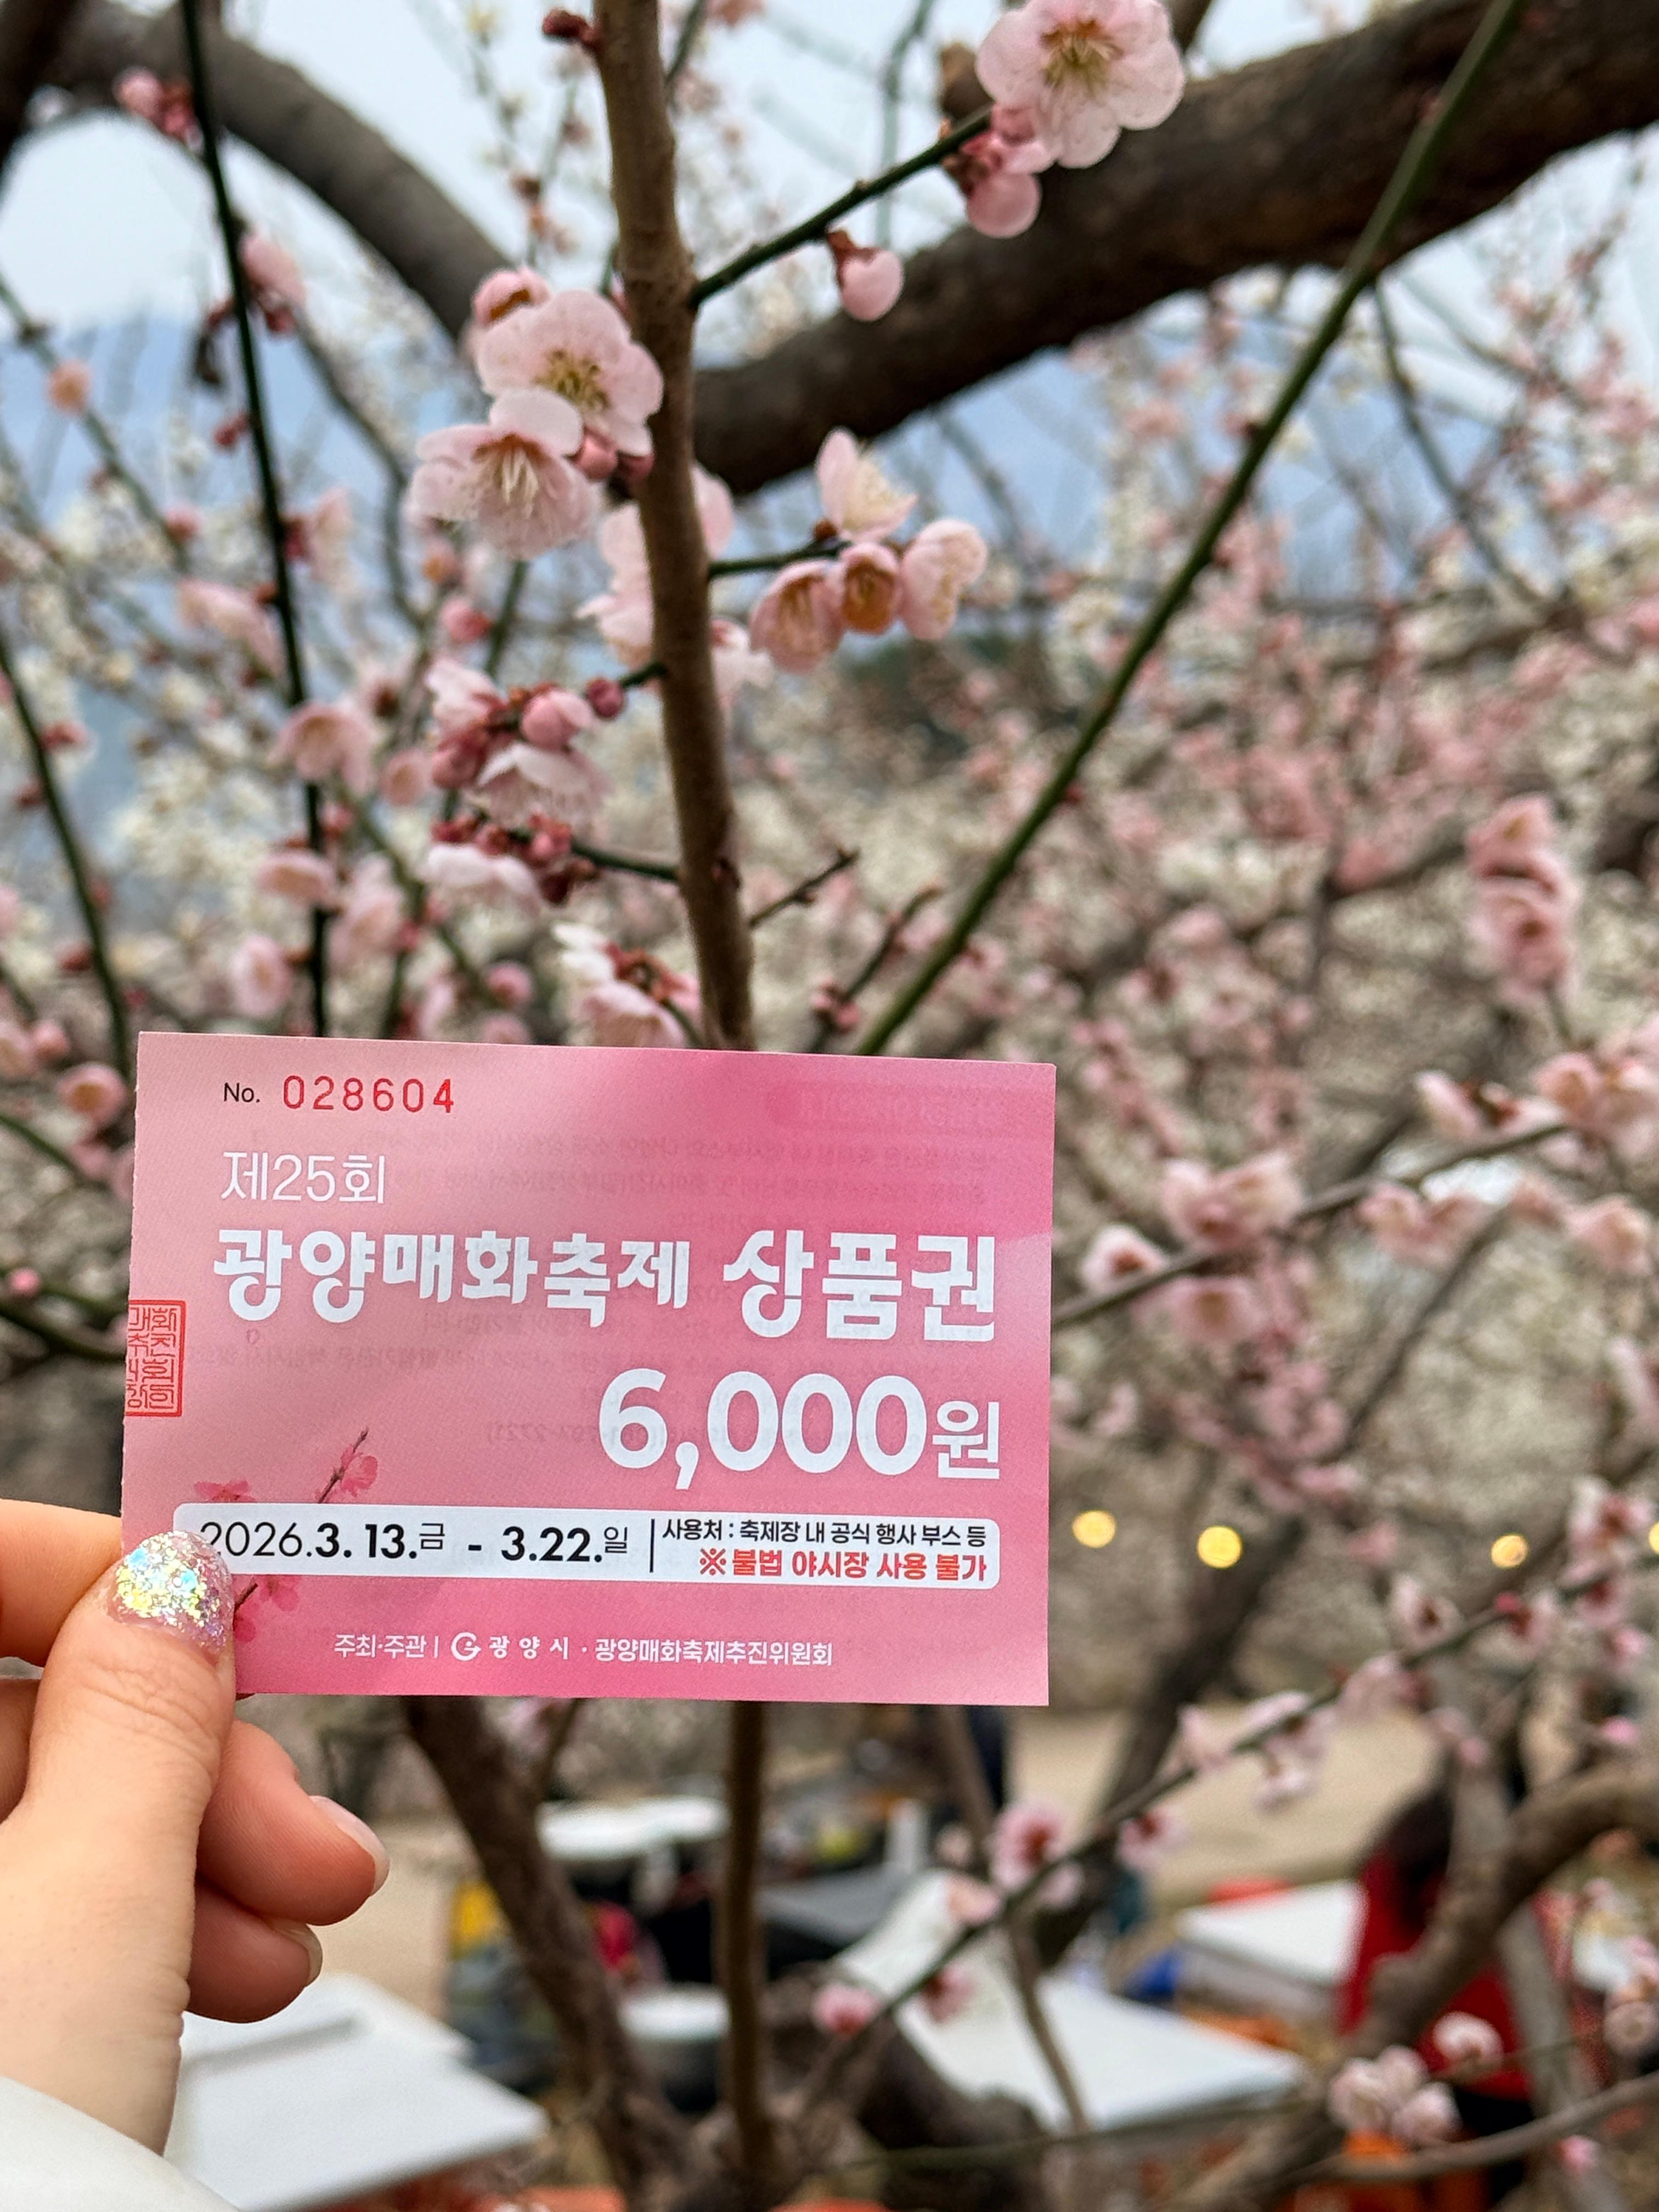 No. 028604
제25회
광양매화축제 상품권
6,000원
2026.3. 13.금 - 3.22.일
사용처 : 축제장 내 공식 행사 부스 등
※불법 야시장 사용 불가
주최·주관 | 광양시 · 광양매화축제추진위원회